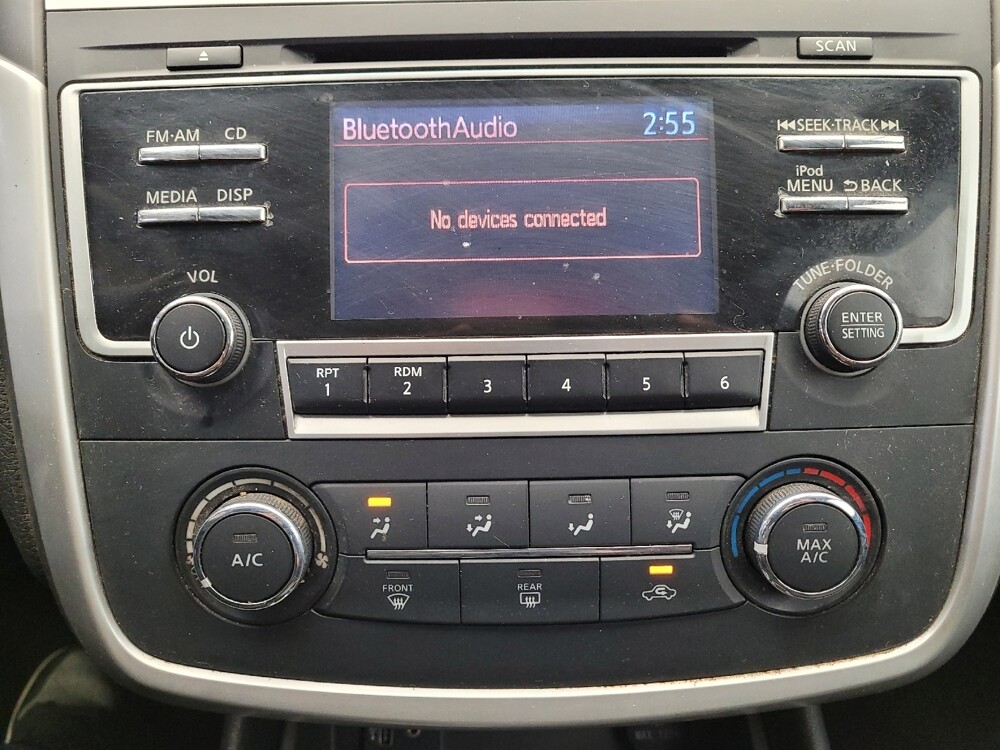 SCAN
FM·AM CD
BluetoothAudio 2:55
SEEK·TRACK
MEDIA DISP
iPod
MENU BACK
No devices connected
VOL
TUNE·FOLDER
ENTER
SETTING
RPT
1
RDM
2
3
4
5
6
A/C
MAX
A/C
FRONT
REAR